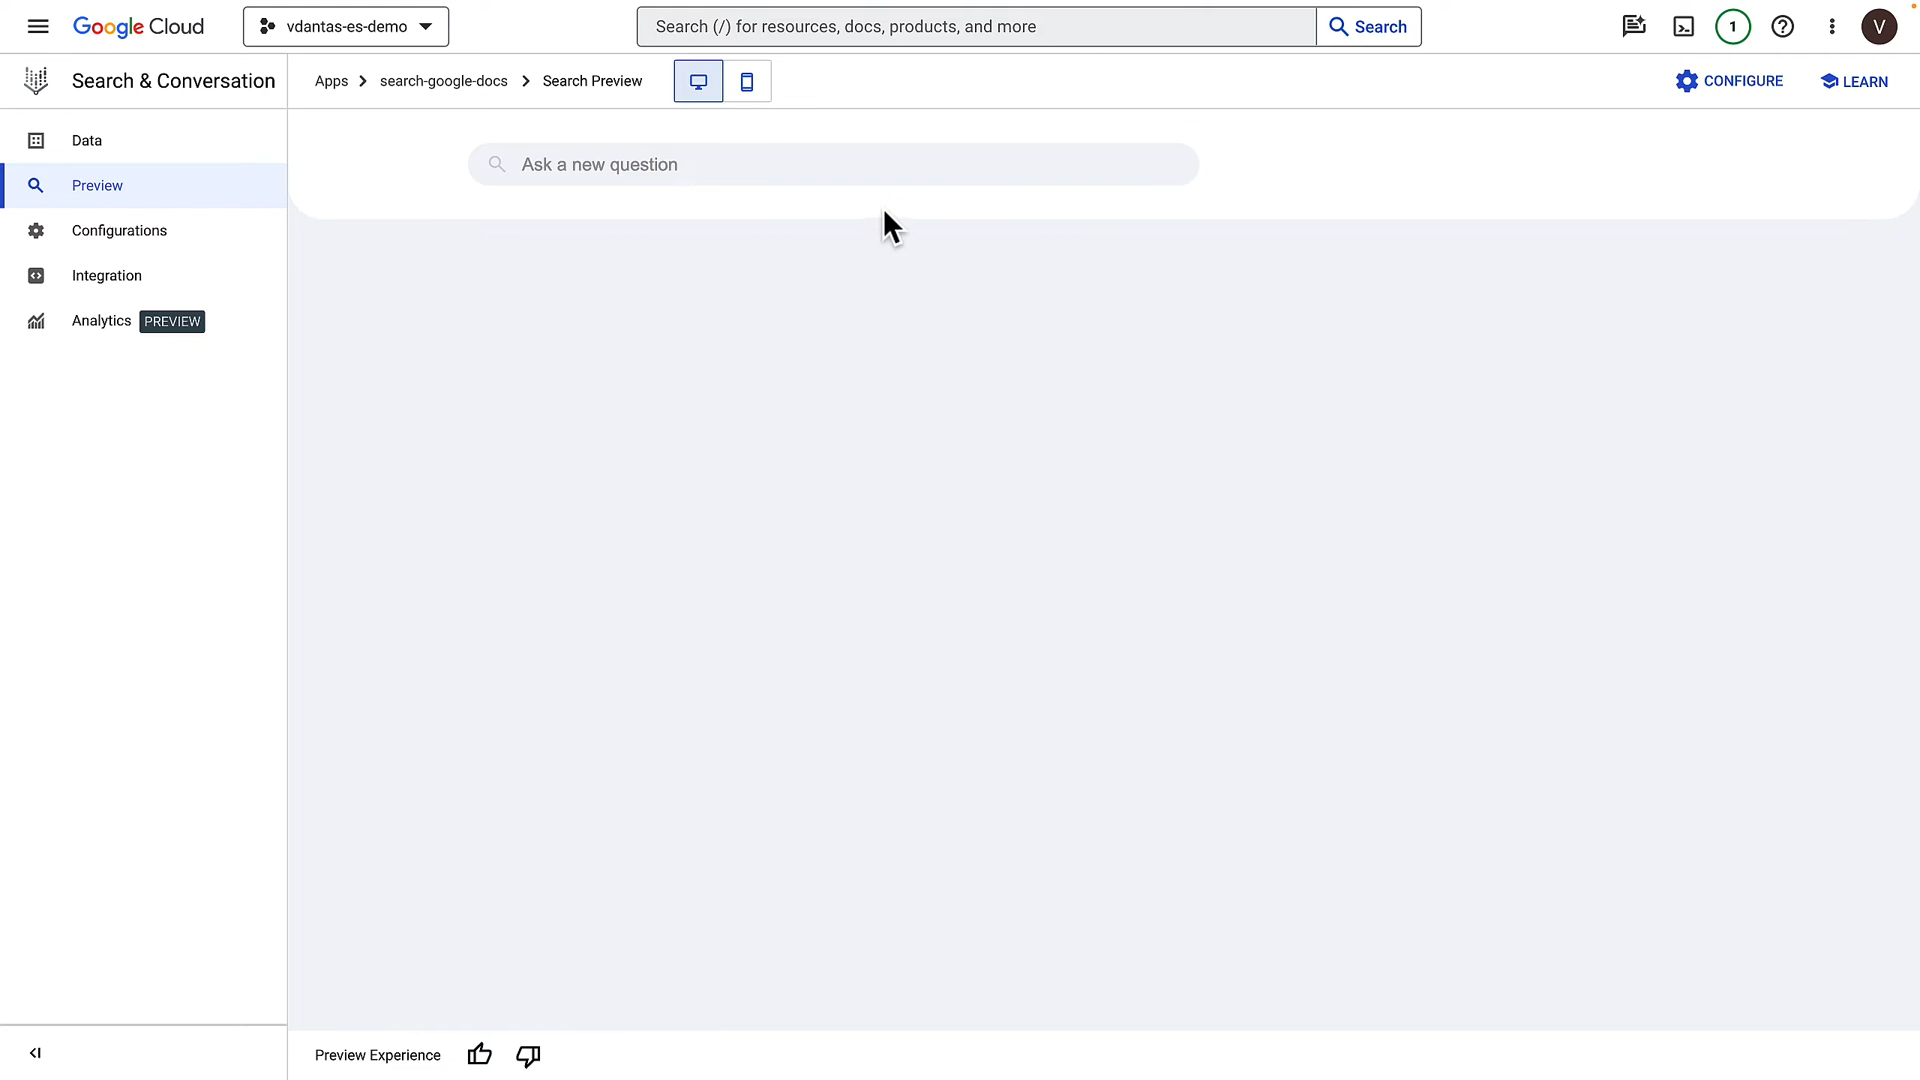 Google Cloud
vdantas-es-demo
Search (/) for resources, docs, products, and more
Search
1
V
Search & Conversation
Apps
search-google-docs
Search Preview
CONFIGURE
LEARN
Data
Preview
Configurations
Integration
Analytics PREVIEW
Ask a new question
Preview Experience